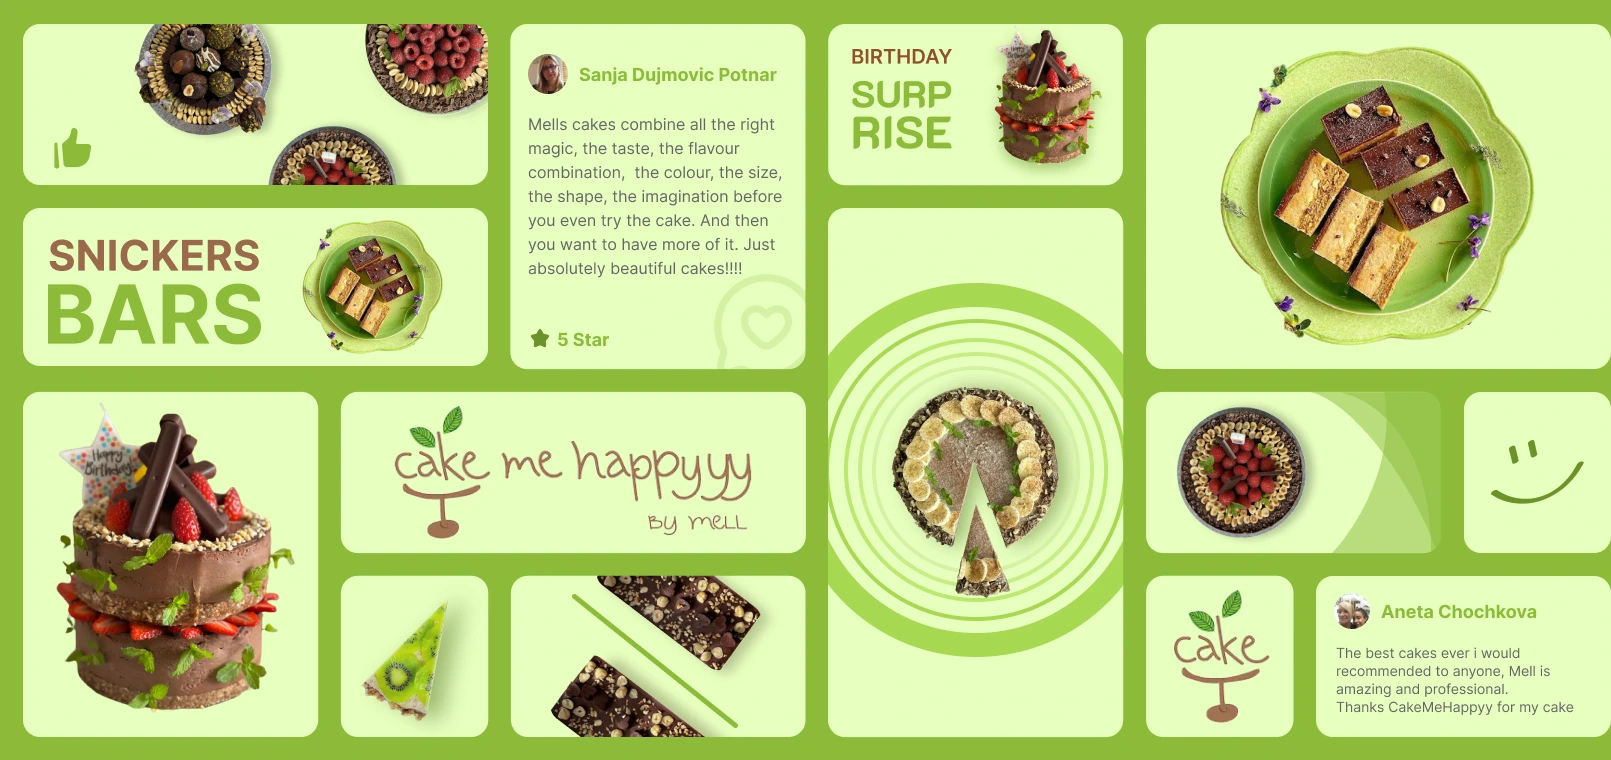 Sanja Dujmovic Potnar
Mells cakes combine all the right
magic, the taste, the flavour
combination,  the colour, the size,
the shape, the imagination before
you even try the cake. And then
you want to have more of it. Just
absolutely beautiful cakes!!!!
5 Star
BIRTHDAY
SURP
RISE
SNICKERS
BARS
Happy
Birthday
cake me happyyy
BY MELL
cake
Aneta Chochkova
The best cakes ever i would
recommended to anyone, Mell is
amazing and professional.
Thanks CakeMeHappyy for my cake